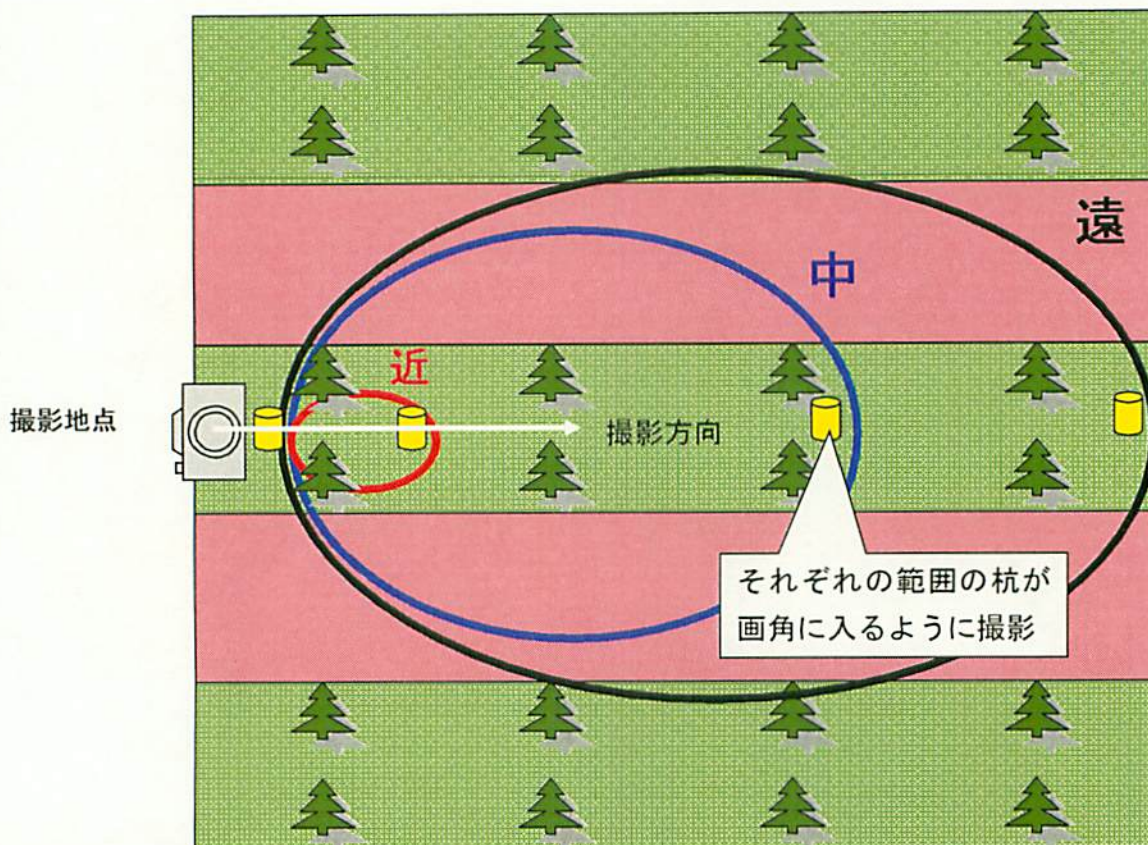 遠
中
近
撮影地点
撮影方向
それぞれの範囲の杭が
画角に入るように撮影